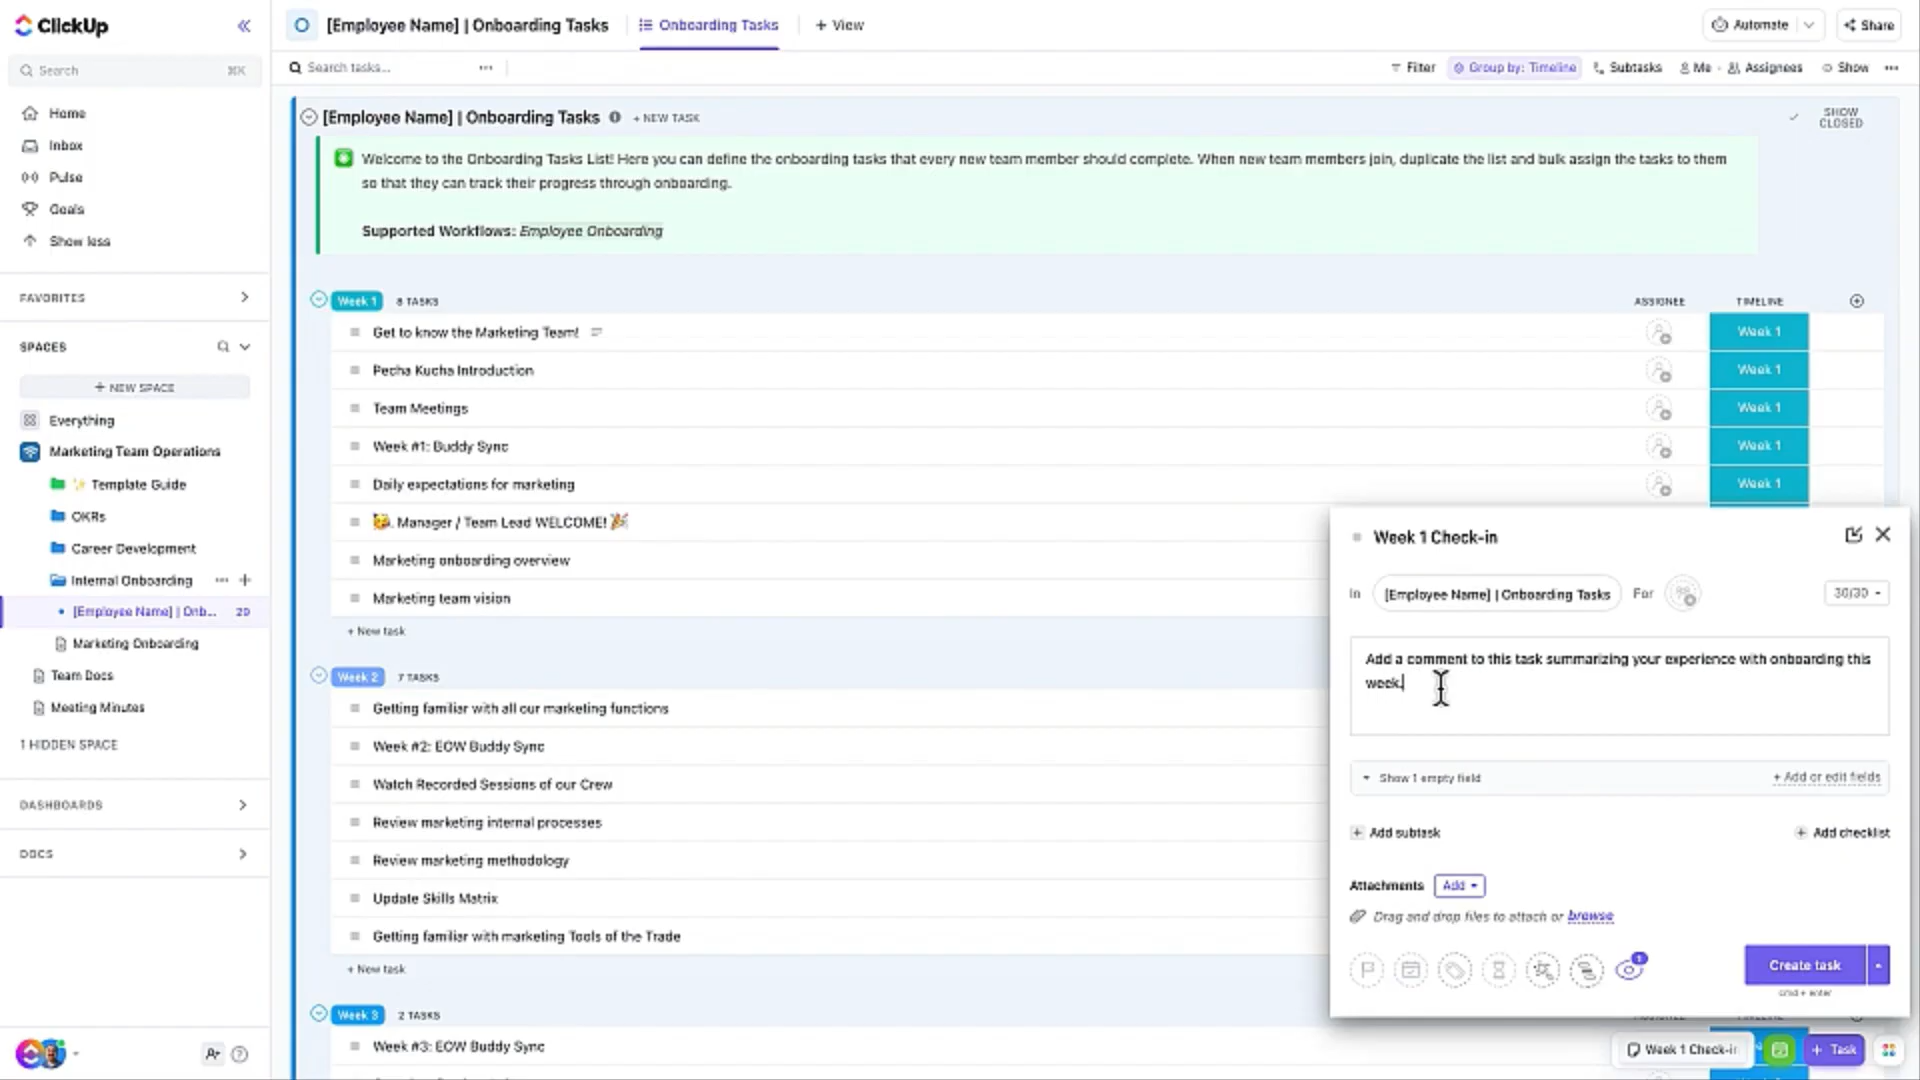 ClickUp
[Employee Name] | Onboarding Tasks
Onboarding Tasks
+ View
Automate
Share
Search
⌘K
Search tasks...
Filter
Group by: Timeline
Subtasks
Me
Assignees
Show
Home
Inbox
Pulse
Goals
Show less
FAVORITES
SPACES
+ NEW SPACE
Everything
Marketing Team Operations
Template Guide
OKRs
Career Development
Internal Onboarding
[Employee Name] | Onb...
20
Marketing Onboarding
Team Docs
Meeting Minutes
1 HIDDEN SPACE
DASHBOARDS
DOCS
[Employee Name] | Onboarding Tasks
+ NEW TASK
SHOW
CLOSED
Welcome to the Onboarding Tasks List! Here you can define the onboarding tasks that every new team member should complete. When new team members join, duplicate the list and bulk assign the tasks to them
so that they can track their progress through onboarding.
Supported Workflows: Employee Onboarding
Week 1
8 TASKS
ASSIGNEE
TIMELINE
Get to know the Marketing Team!
Week 1
Pecha Kucha Introduction
Week 1
Team Meetings
Week 1
Week #1: Buddy Sync
Week 1
Daily expectations for marketing
Week 1
. Manager / Team Lead WELCOME!
Marketing onboarding overview
Marketing team vision
+ New task
Week 2
7 TASKS
Getting familiar with all our marketing functions
Week #2: EOW Buddy Sync
Watch Recorded Sessions of our Crew
Review marketing internal processes
Review marketing methodology
Update Skills Matrix
Getting familiar with marketing Tools of the Trade
+ New task
Week 3
2 TASKS
Week #3: EOW Buddy Sync
Week 1 Check-in
In
[Employee Name] | Onboarding Tasks
For
30/30
Add a comment to this task summarizing your experience with onboarding this
week.
Show 1 empty field
+ Add or edit fields
+ Add subtask
+ Add checklist
Attachments
Add
Drag and drop files to attach or browse
1
Create task
cmd + enter
Week 1 Check-in
+ Task